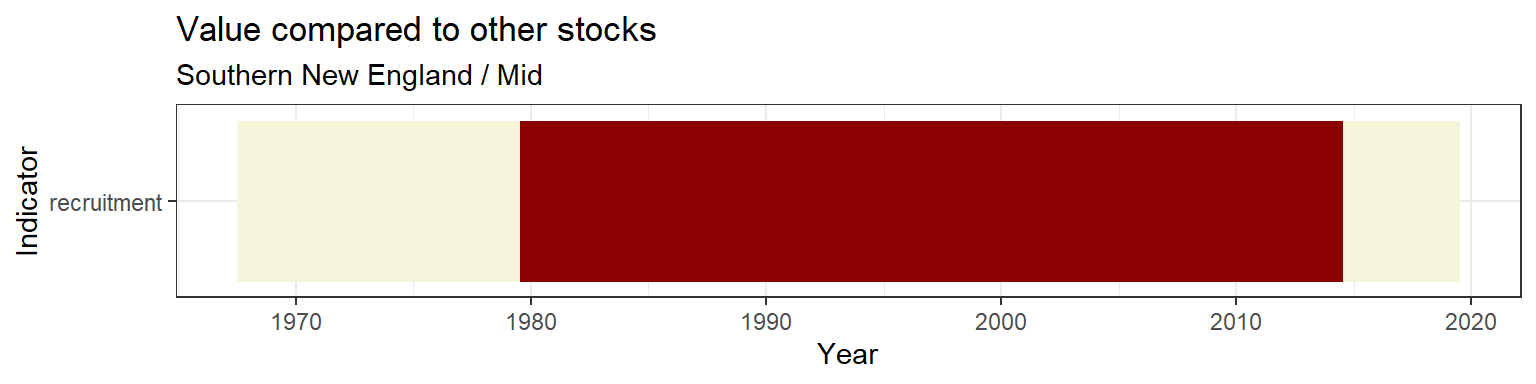 Value compared to other stocks
Southern New England / Mid
Indicator
recruitment
1970 1980 1990 2000 2010 2020
Year